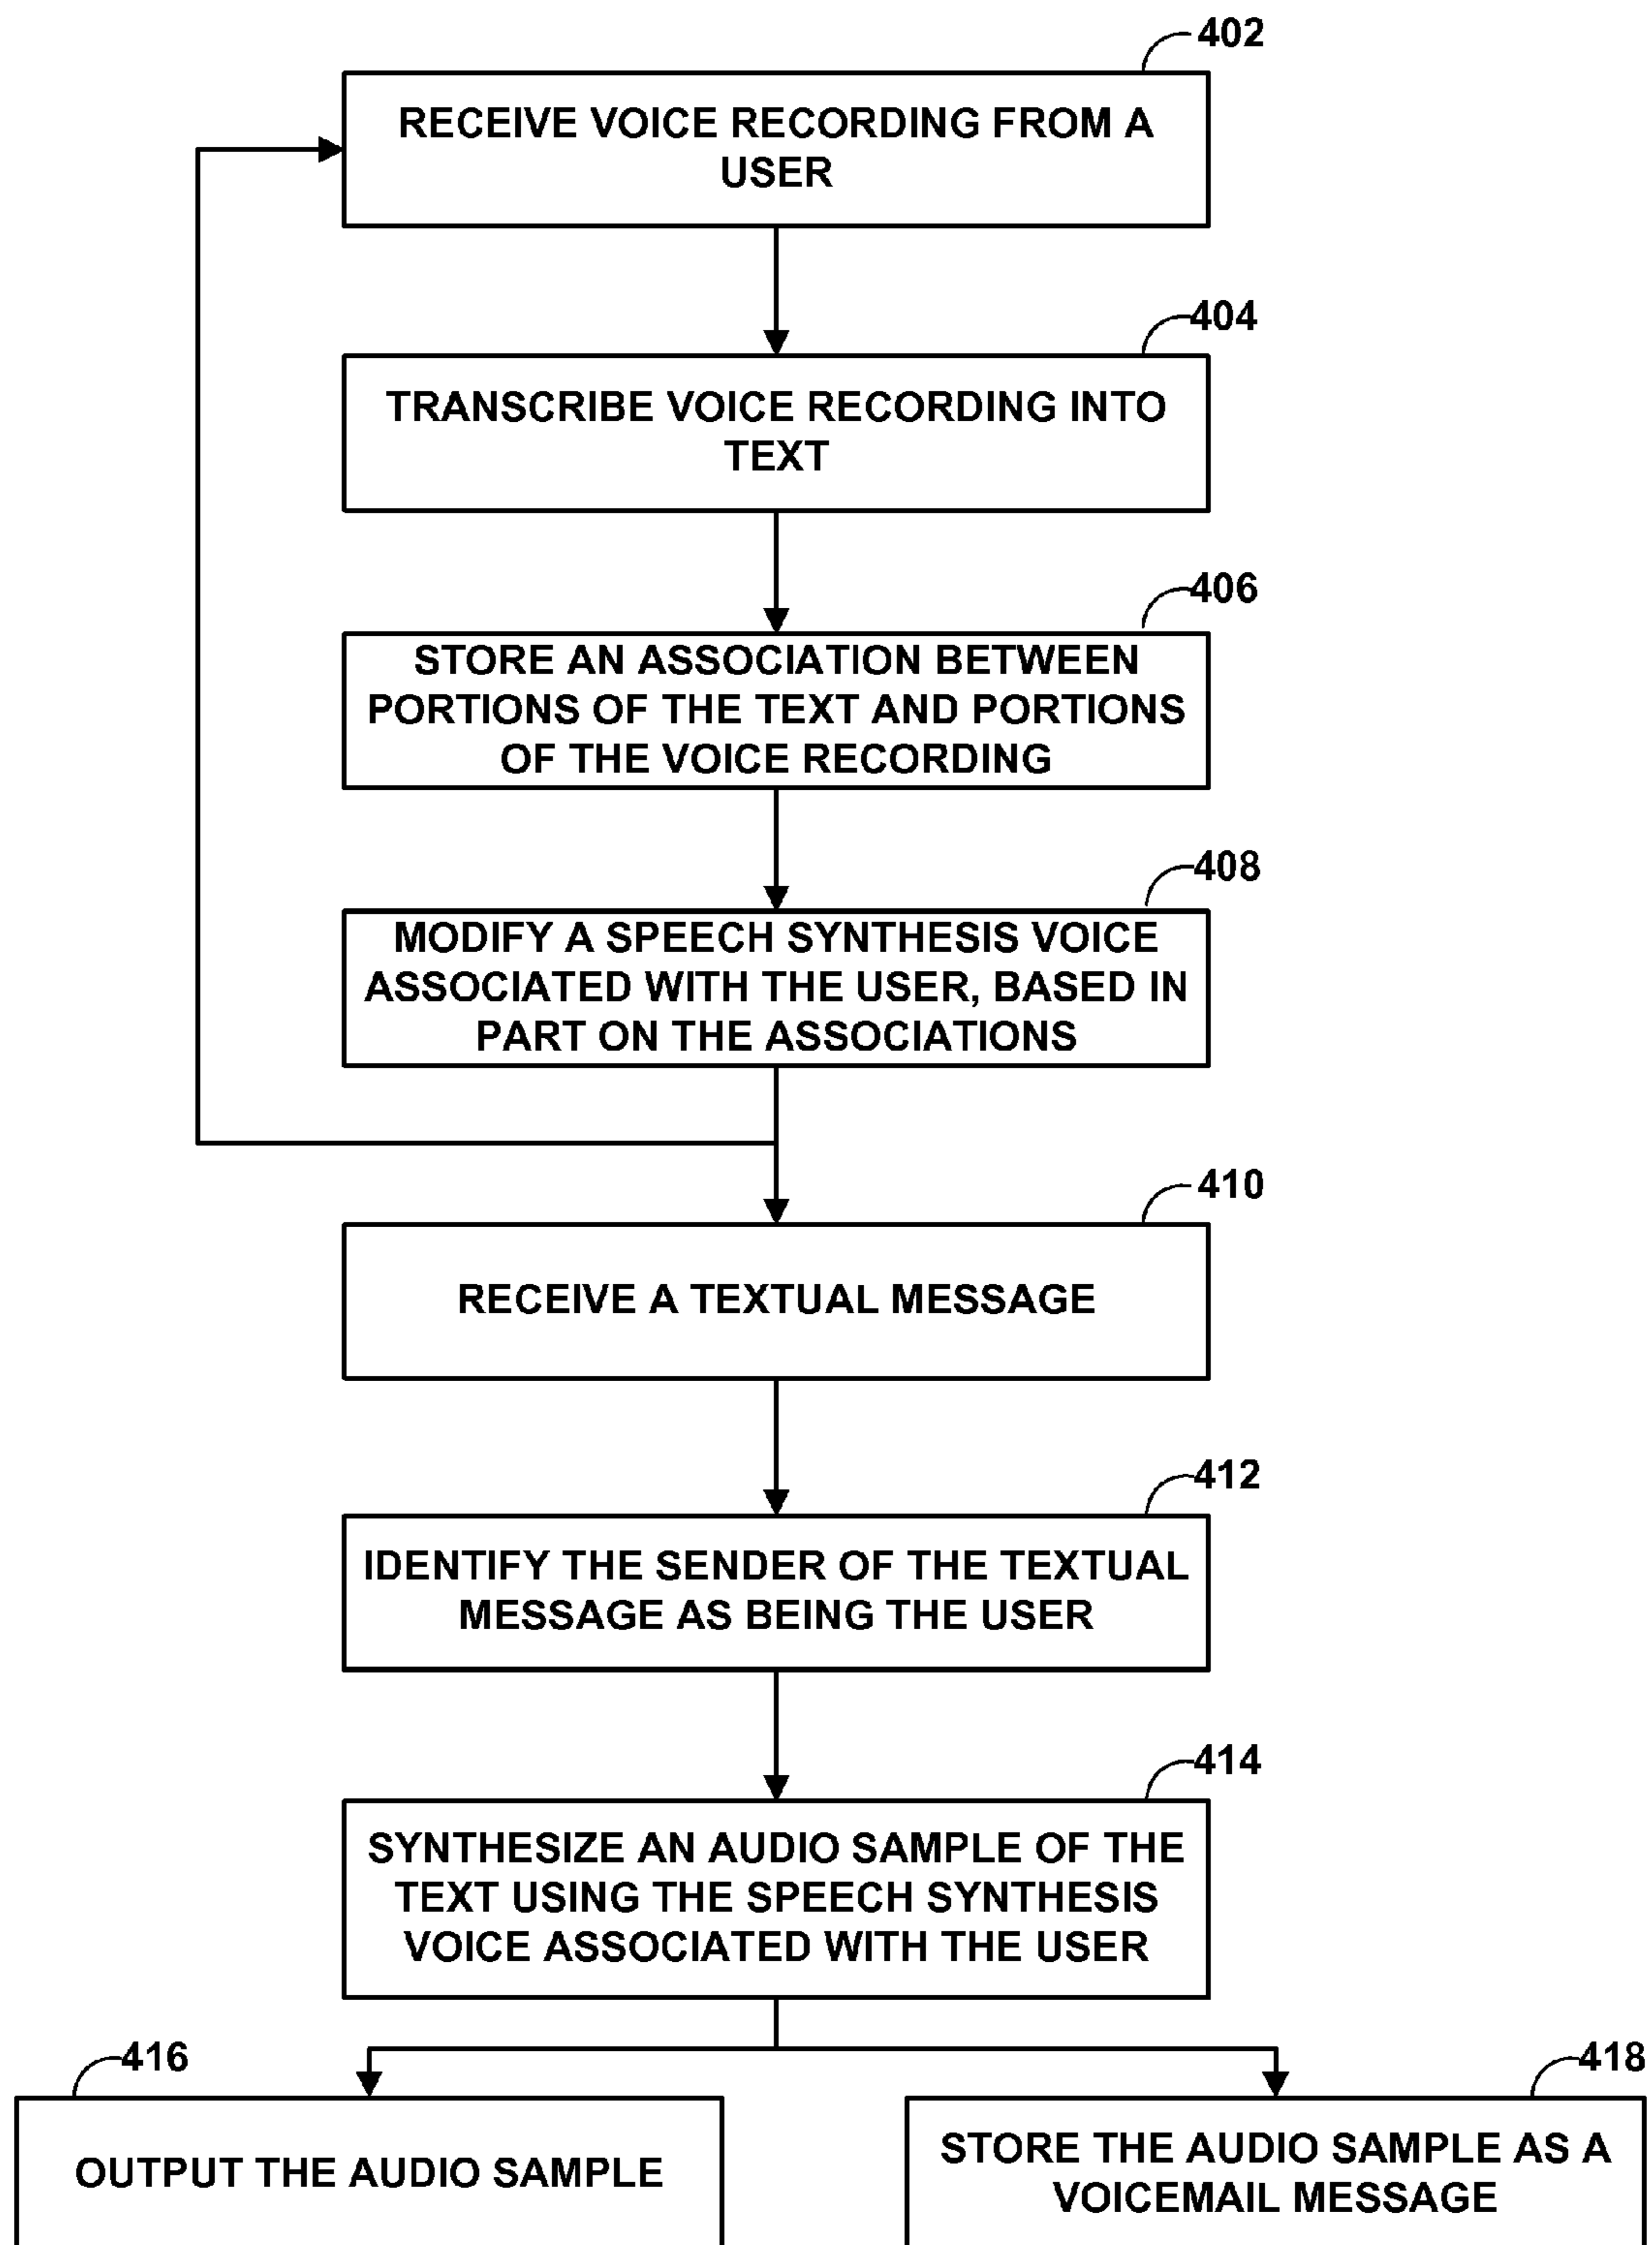 402
RECEIVE VOICE RECORDING FROM A
USER
404
TRANSCRIBE VOICE RECORDING INTO
TEXT
406
STORE AN ASSOCIATION BETWEEN
PORTIONS OF THE TEXT AND PORTIONS
OF THE VOICE RECORDING
408
MODIFY A SPEECH SYNTHESIS VOICE
ASSOCIATED WITH THE USER, BASED IN
PART ON THE ASSOCIATIONS
410
RECEIVE A TEXTUAL MESSAGE
412
IDENTIFY THE SENDER OF THE TEXTUAL
MESSAGE AS BEING THE USER
414
SYNTHESIZE AN AUDIO SAMPLE OF THE
TEXT USING THE SPEECH SYNTHESIS
VOICE ASSOCIATED WITH THE USER
416
OUTPUT THE AUDIO SAMPLE
418
STORE THE AUDIO SAMPLE AS A
VOICEMAIL MESSAGE